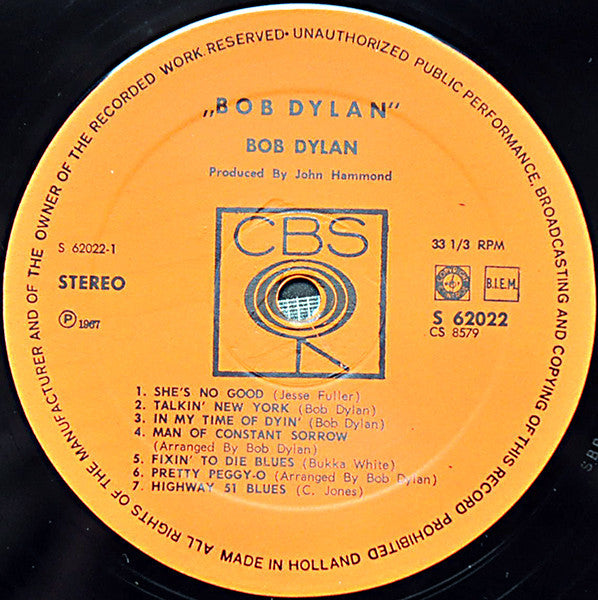 ALL RIGHTS OF THE MANUFACTURER AND OF THE OWNER OF THE RECORDED WORK RESERVED • UNAUTHORIZED PUBLIC PERFORMANCE, BROADCASTING AND COPYING OF THIS RECORD PROHIBITED
MADE IN HOLLAND
„BOB DYLAN"
BOB DYLAN
Produced By John Hammond
CBS
S 62022-1
33 1/3 RPM
STEREO
B.I.E.M.
S 62022
CS 8579
℗ 1967
1. SHE'S NO GOOD (Jesse Fuller)
2. TALKIN' NEW YORK (Bob Dylan)
3. IN MY TIME OF DYIN' (Bob Dylan)
4. MAN OF CONSTANT SORROW
(Arranged By Bob Dylan)
5. FIXIN' TO DIE BLUES (Bukka White)
6. PRETTY PEGGY-O (Arranged By Bob Dylan)
7. HIGHWAY 51 BLUES (C. Jones)